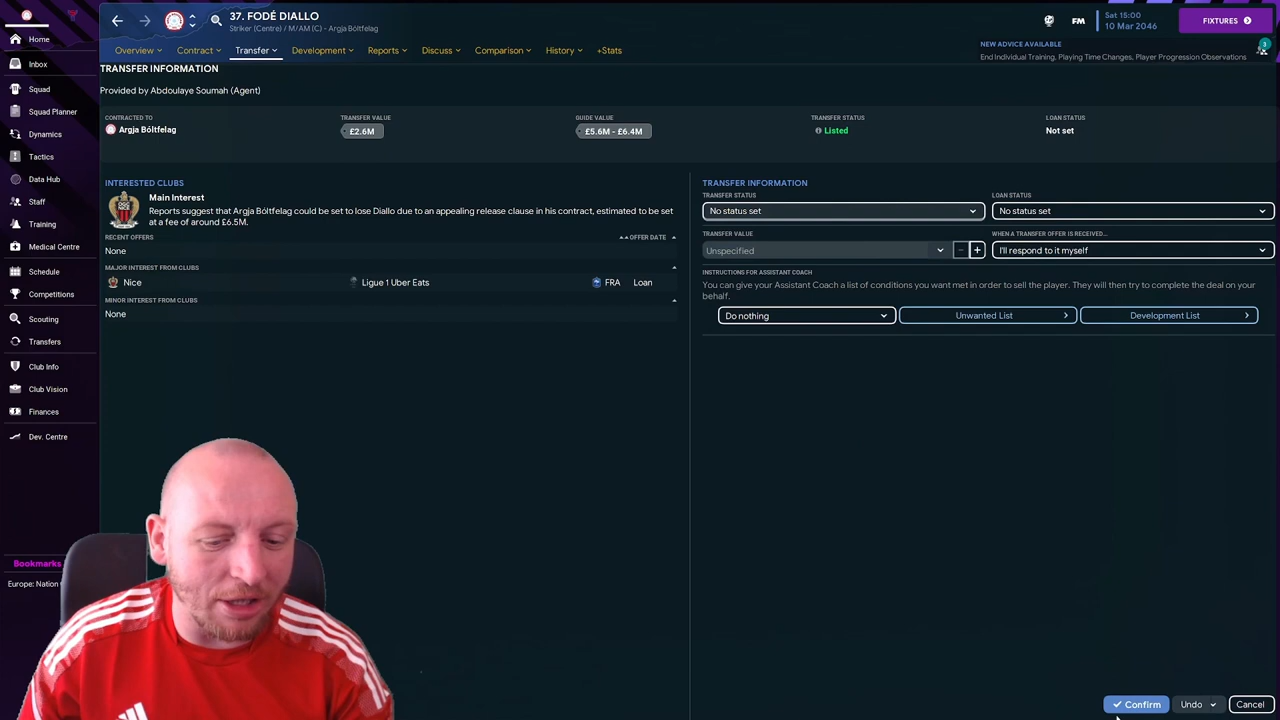 37. FODÉ DIALLO
Striker (Centre) / M/AM (C) - Argja Bóltfelag
FM
Sat 15:00
10 Mar 2046
FIXTURES
Home
Inbox
Squad
Squad Planner
Dynamics
Tactics
Data Hub
Staff
Training
Medical Centre
Schedule
Competitions
Scouting
Transfers
Club Info
Club Vision
Finances
Dev. Centre
Bookmarks
Europe: Nation
Overview
Contract
Transfer
Development
Reports
Discuss
Comparison
History
+Stats
NEW ADVICE AVAILABLE
3
End Individual Training, Playing Time Changes, Player Progression Observations
TRANSFER INFORMATION
Provided by Abdoulaye Soumah (Agent)
CONTRACTED TO
Argja Bóltfelag
TRANSFER VALUE
£2.6M
GUIDE VALUE
£5.6M - £6.4M
TRANSFER STATUS
Listed
LOAN STATUS
Not set
INTERESTED CLUBS
Main Interest
Reports suggest that Argja Bóltfelag could be set to lose Diallo due to an appealing release clause in his contract, estimated to be set
at a fee of around £6.5M.
RECENT OFFERS
OFFER DATE
None
MAJOR INTEREST FROM CLUBS
Nice
Ligue 1 Uber Eats
FRA
Loan
MINOR INTEREST FROM CLUBS
None
TRANSFER INFORMATION
TRANSFER STATUS
LOAN STATUS
No status set
No status set
TRANSFER VALUE
WHEN A TRANSFER OFFER IS RECEIVED...
Unspecified
I'll respond to it myself
INSTRUCTIONS FOR ASSISTANT COACH
You can give your Assistant Coach a list of conditions you want met in order to sell the player. They will then try to complete the deal on your
behalf.
Do nothing
Unwanted List
Development List
Confirm
Undo
Cancel